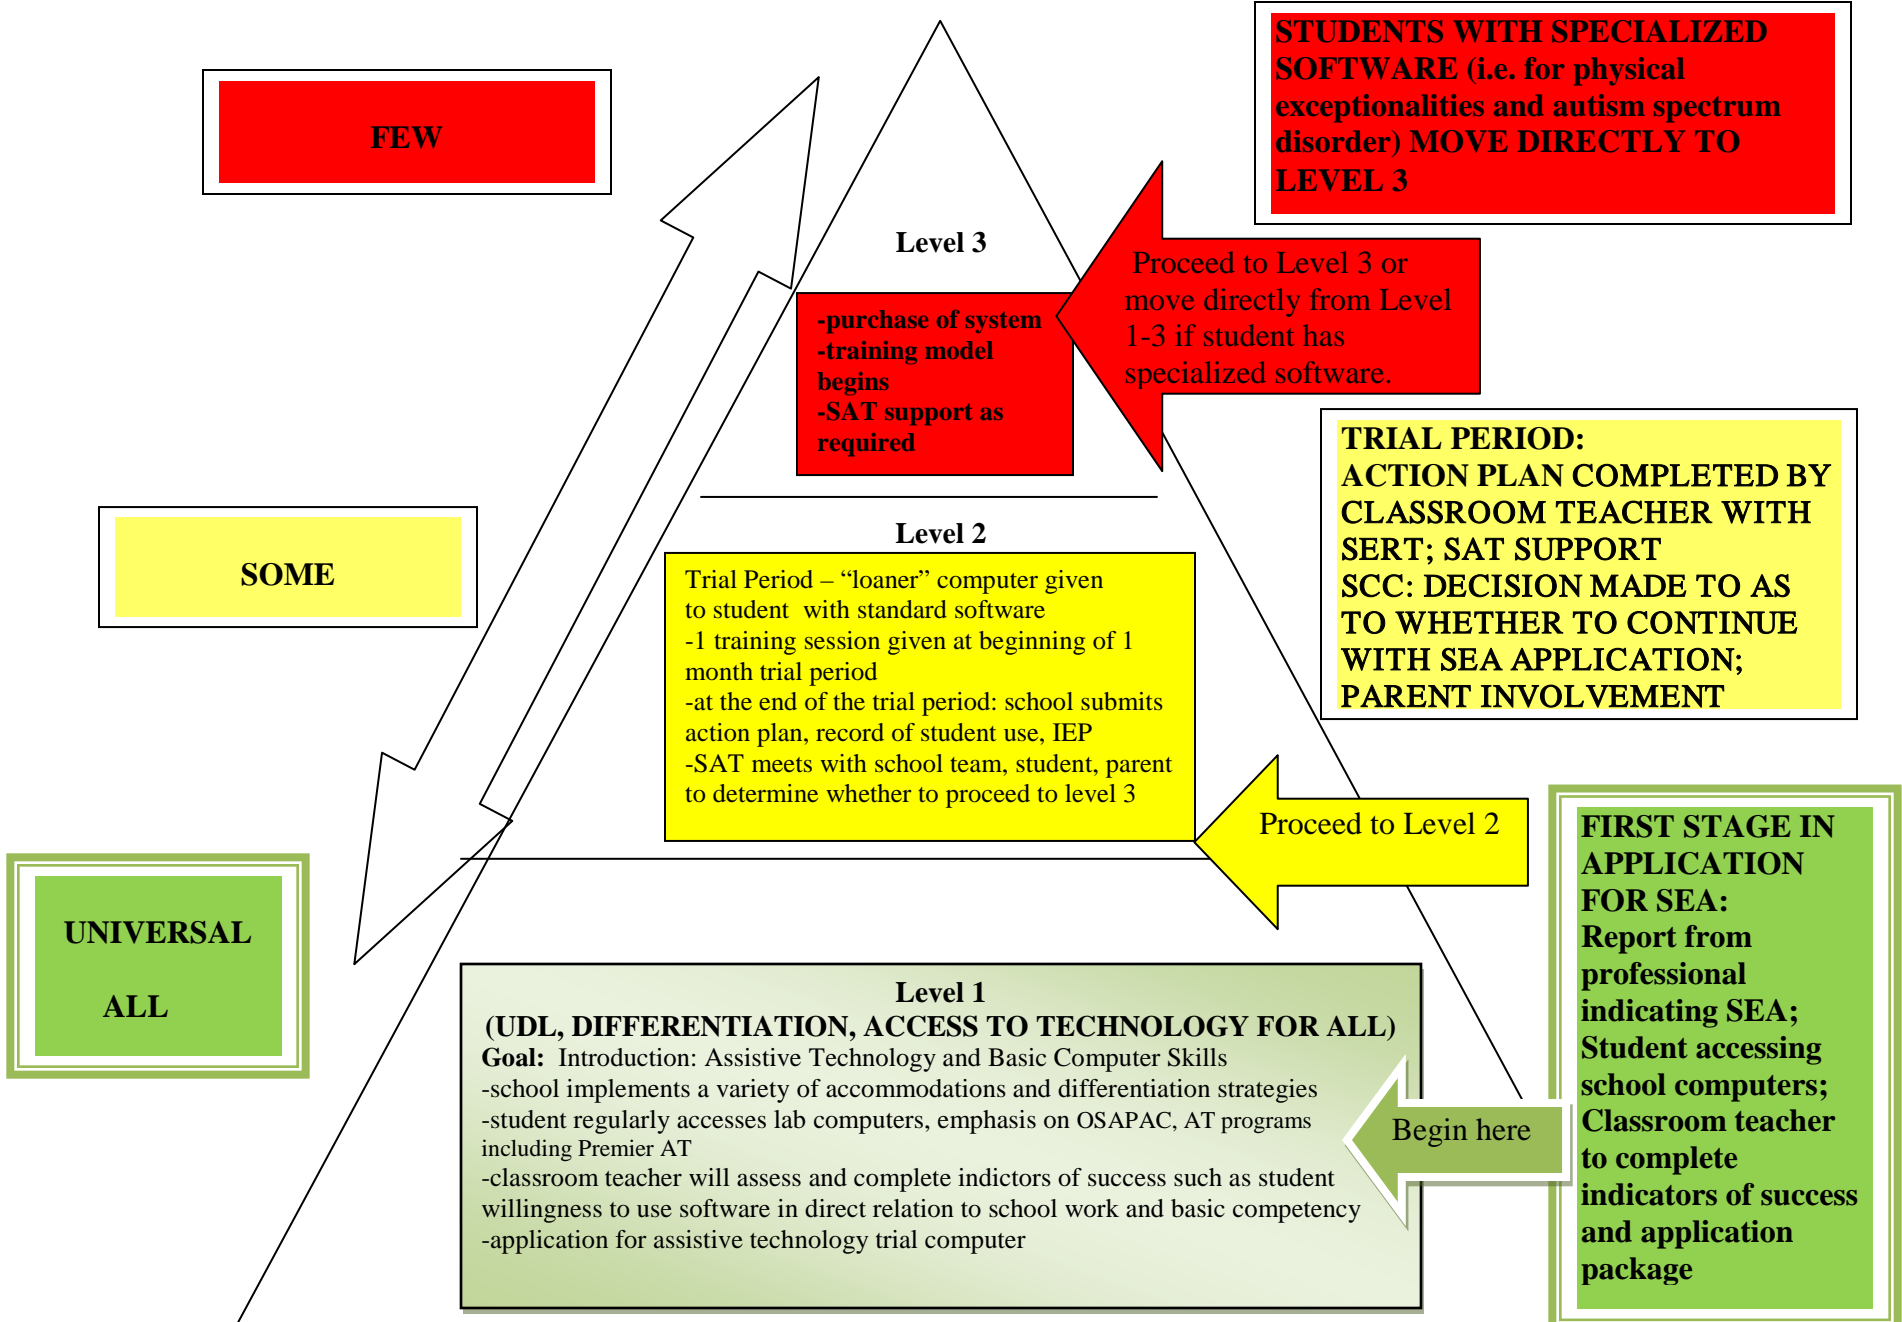 FEW
STUDENTS WITH SPECIALIZED
SOFTWARE (i.e. for physical
exceptionalities and autism spectrum
disorder) MOVE DIRECTLY TO
LEVEL 3
Level 3
-purchase of system
-training model
begins
-SAT support as
required
Proceed to Level 3 or
move directly from Level
1-3 if student has
specialized software.
SOME
Level 2
Trial Period – “loaner” computer given
to student with standard software
-1 training session given at beginning of 1
month trial period
-at the end of the trial period: school submits
action plan, record of student use, IEP
-SAT meets with school team, student, parent
to determine whether to proceed to level 3
TRIAL PERIOD:
ACTION PLAN COMPLETED BY
CLASSROOM TEACHER WITH
SERT; SAT SUPPORT
SCC: DECISION MADE TO AS
TO WHETHER TO CONTINUE
WITH SEA APPLICATION;
PARENT INVOLVEMENT
Proceed to Level 2
UNIVERSAL
ALL
Level 1
(UDL, DIFFERENTIATION, ACCESS TO TECHNOLOGY FOR ALL)
Goal: Introduction: Assistive Technology and Basic Computer Skills
-school implements a variety of accommodations and differentiation strategies
-student regularly accesses lab computers, emphasis on OSAPAC, AT programs
including Premier AT
-classroom teacher will assess and complete indictors of success such as student
willingness to use software in direct relation to school work and basic competency
-application for assistive technology trial computer
Begin here
FIRST STAGE IN
APPLICATION
FOR SEA:
Report from
professional
indicating SEA;
Student accessing
school computers;
Classroom teacher
to complete
indicators of success
and application
package